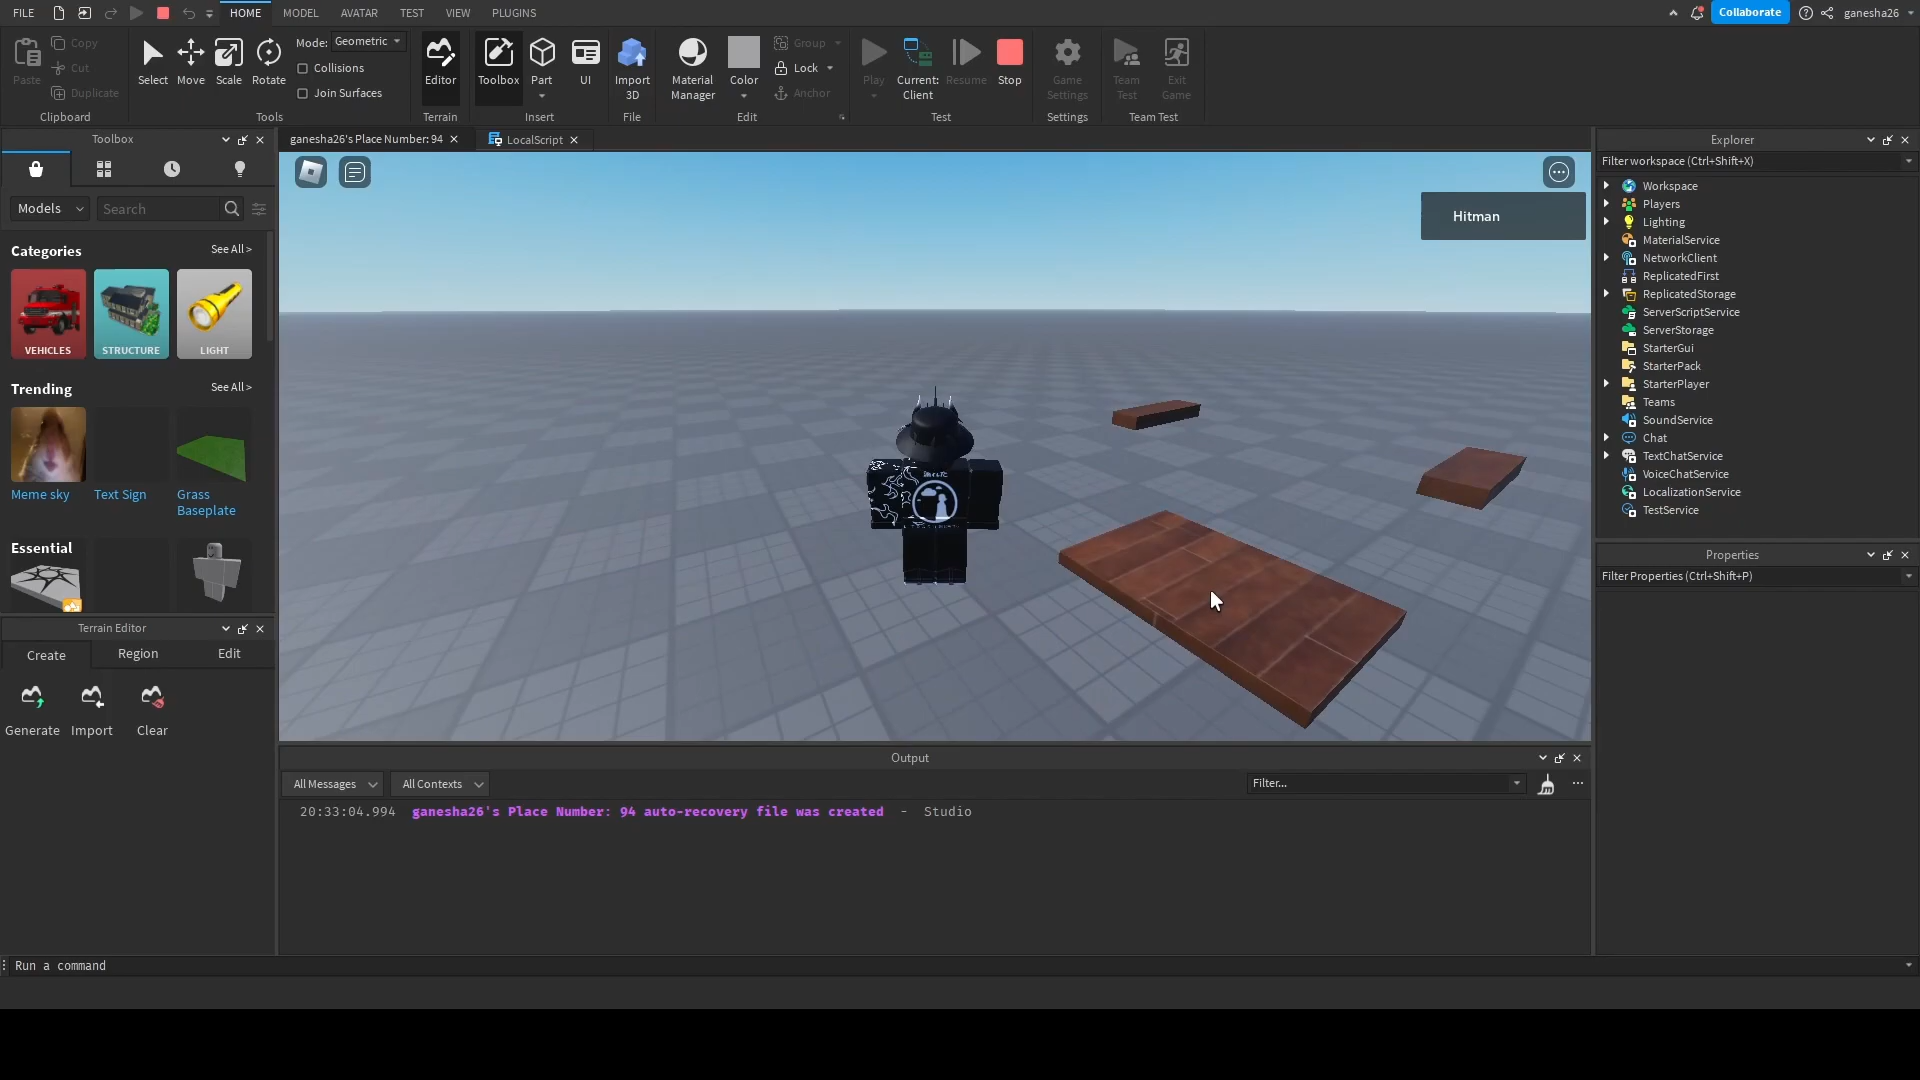 FILE HOME MODEL AVATAR TEST VIEW PLUGINS Collaborate ganesha26
Paste Copy Cut Duplicate
Clipboard
Select Move Scale Rotate
Mode: Geometric
Collisions
Join Surfaces
Tools
Editor
Terrain
Toolbox Part UI
Insert
Import 3D
File
Material Manager Color Group Lock Anchor
Edit
Play Current: Client Resume Stop
Test
Game Settings
Settings
Team Test Exit Game
Team Test
Toolbox
Models Search
Categories See All >
VEHICLES STRUCTURE LIGHT
Trending See All >
Meme sky Text Sign Grass Baseplate
Essential
Terrain Editor
Create Region Edit
Generate Import Clear
ganesha26's Place Number: 94 LocalScript
Hitman
Output
All Messages All Contexts Filter...
20:33:04.994 ganesha26's Place Number: 94 auto-recovery file was created - Studio
Run a command
Explorer
Filter workspace (Ctrl+Shift+X)
Workspace
Players
Lighting
MaterialService
NetworkClient
ReplicatedFirst
ReplicatedStorage
ServerScriptService
ServerStorage
StarterGui
StarterPack
StarterPlayer
Teams
SoundService
Chat
TextChatService
VoiceChatService
LocalizationService
TestService
Properties
Filter Properties (Ctrl+Shift+P)